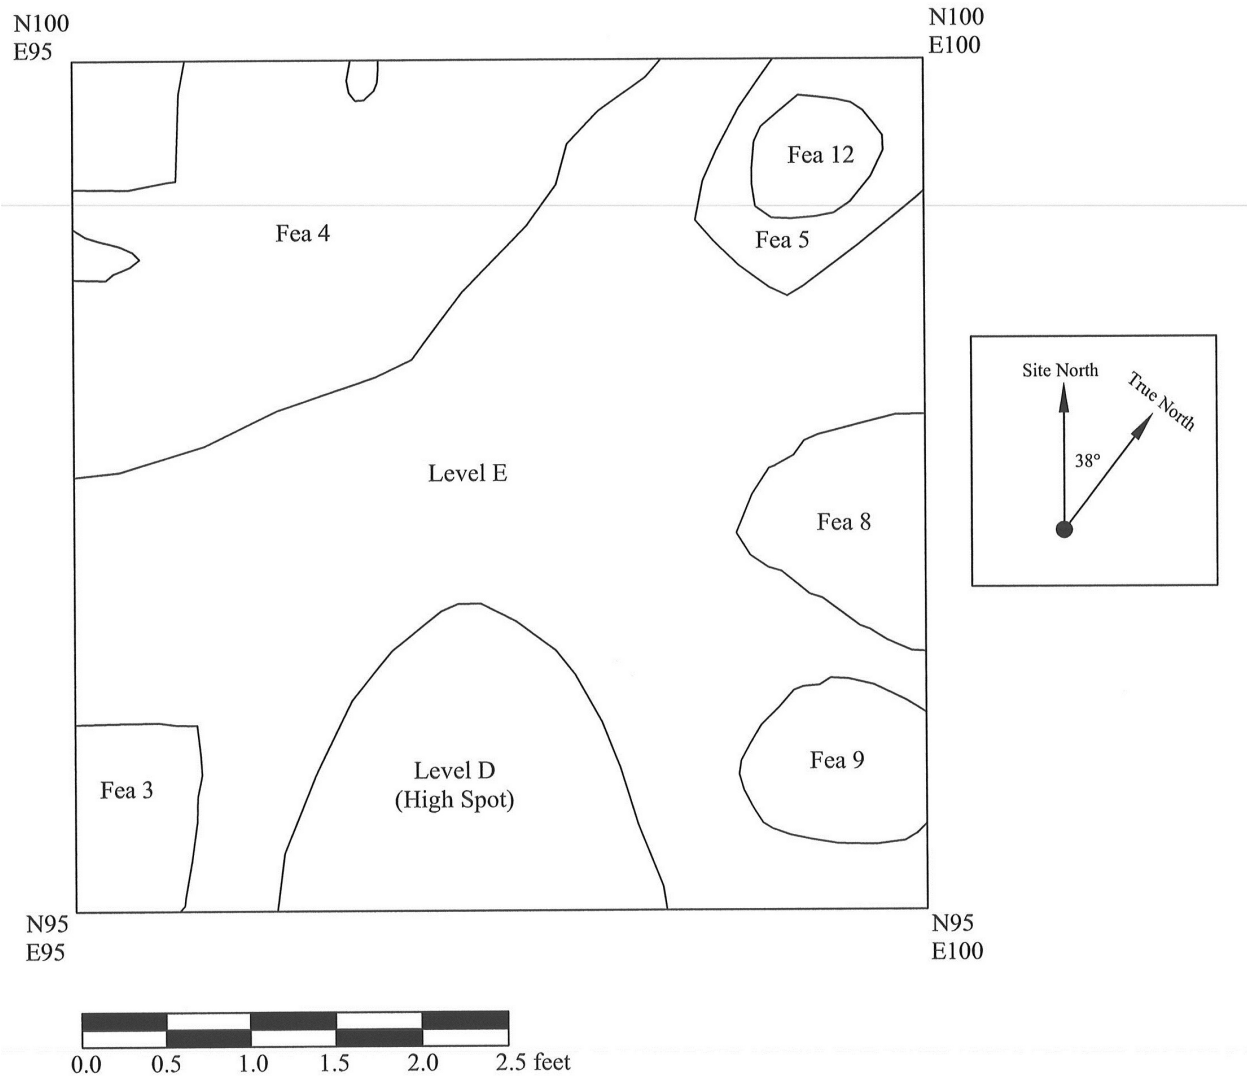 N100
E95
N100
E100
Fea 12
Fea 4
Fea 5
Site North
True North
38°
Level E
Fea 8
Fea 9
Level D
(High Spot)
Fea 3
N95
E95
N95
E100
0.0 0.5 1.0 1.5 2.0 2.5 feet